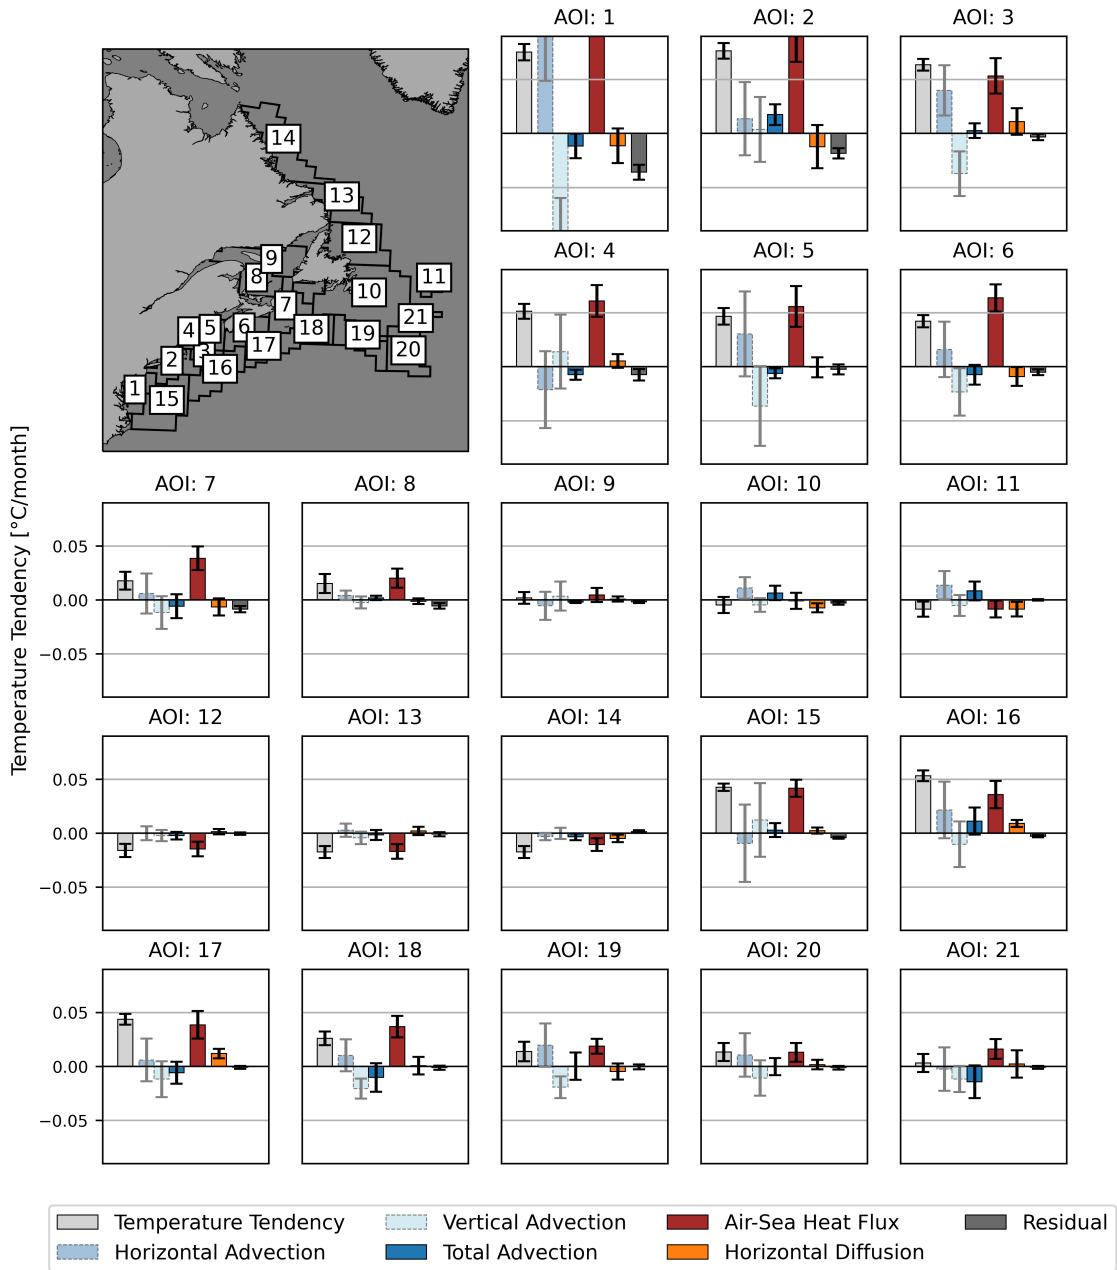 AOI: 1 AOI: 2 AOI: 3
14
13
12
9
8 11
7 10
21
4 5 6 18 19
3 17 20
2 16
1 15
AOI: 4 AOI: 5 AOI: 6
Temperature Tendency [°C/month]
AOI: 7 AOI: 8 AOI: 9 AOI: 10 AOI: 11
0.05
0.00
−0.05
AOI: 12 AOI: 13 AOI: 14 AOI: 15 AOI: 16
0.05
0.00
−0.05
AOI: 17 AOI: 18 AOI: 19 AOI: 20 AOI: 21
0.05
0.00
−0.05
Temperature Tendency Vertical Advection Air-Sea Heat Flux Residual
Horizontal Advection Total Advection Horizontal Diffusion